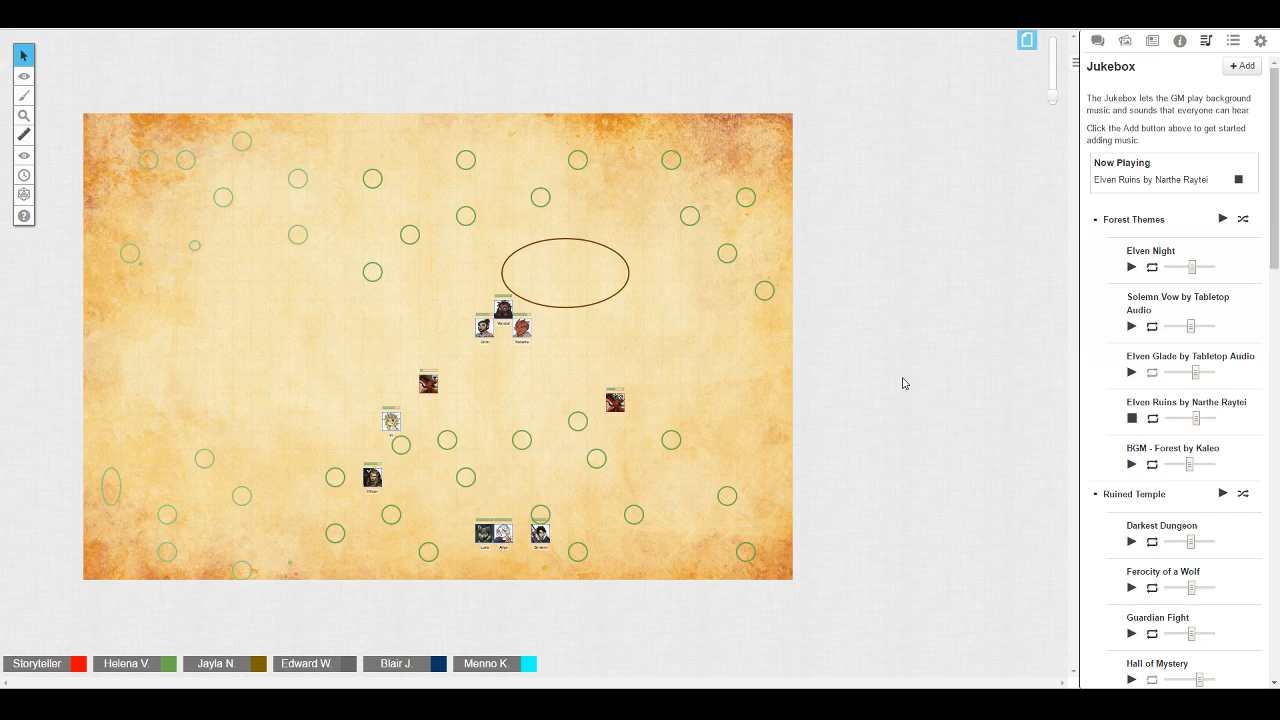 Jukebox
+ Add
The Jukebox lets the GM play background
music and sounds that everyone can hear.
Click the Add button above to get started
adding music.
Now Playing
Elven Ruins by Narthe Raytei
Forest Themes
Elven Night
Solemn Vow by Tabletop
Audio
Elven Glade by Tabletop Audio
Elven Ruins by Narthe Raytei
BGM - Forest by Kaleo
Ruined Temple
Darkest Dungeon
Ferocity of a Wolf
Guardian Fight
Hall of Mystery
Storyteller
Helena V.
Jayla N.
Edward W.
Blair J.
Menno K.